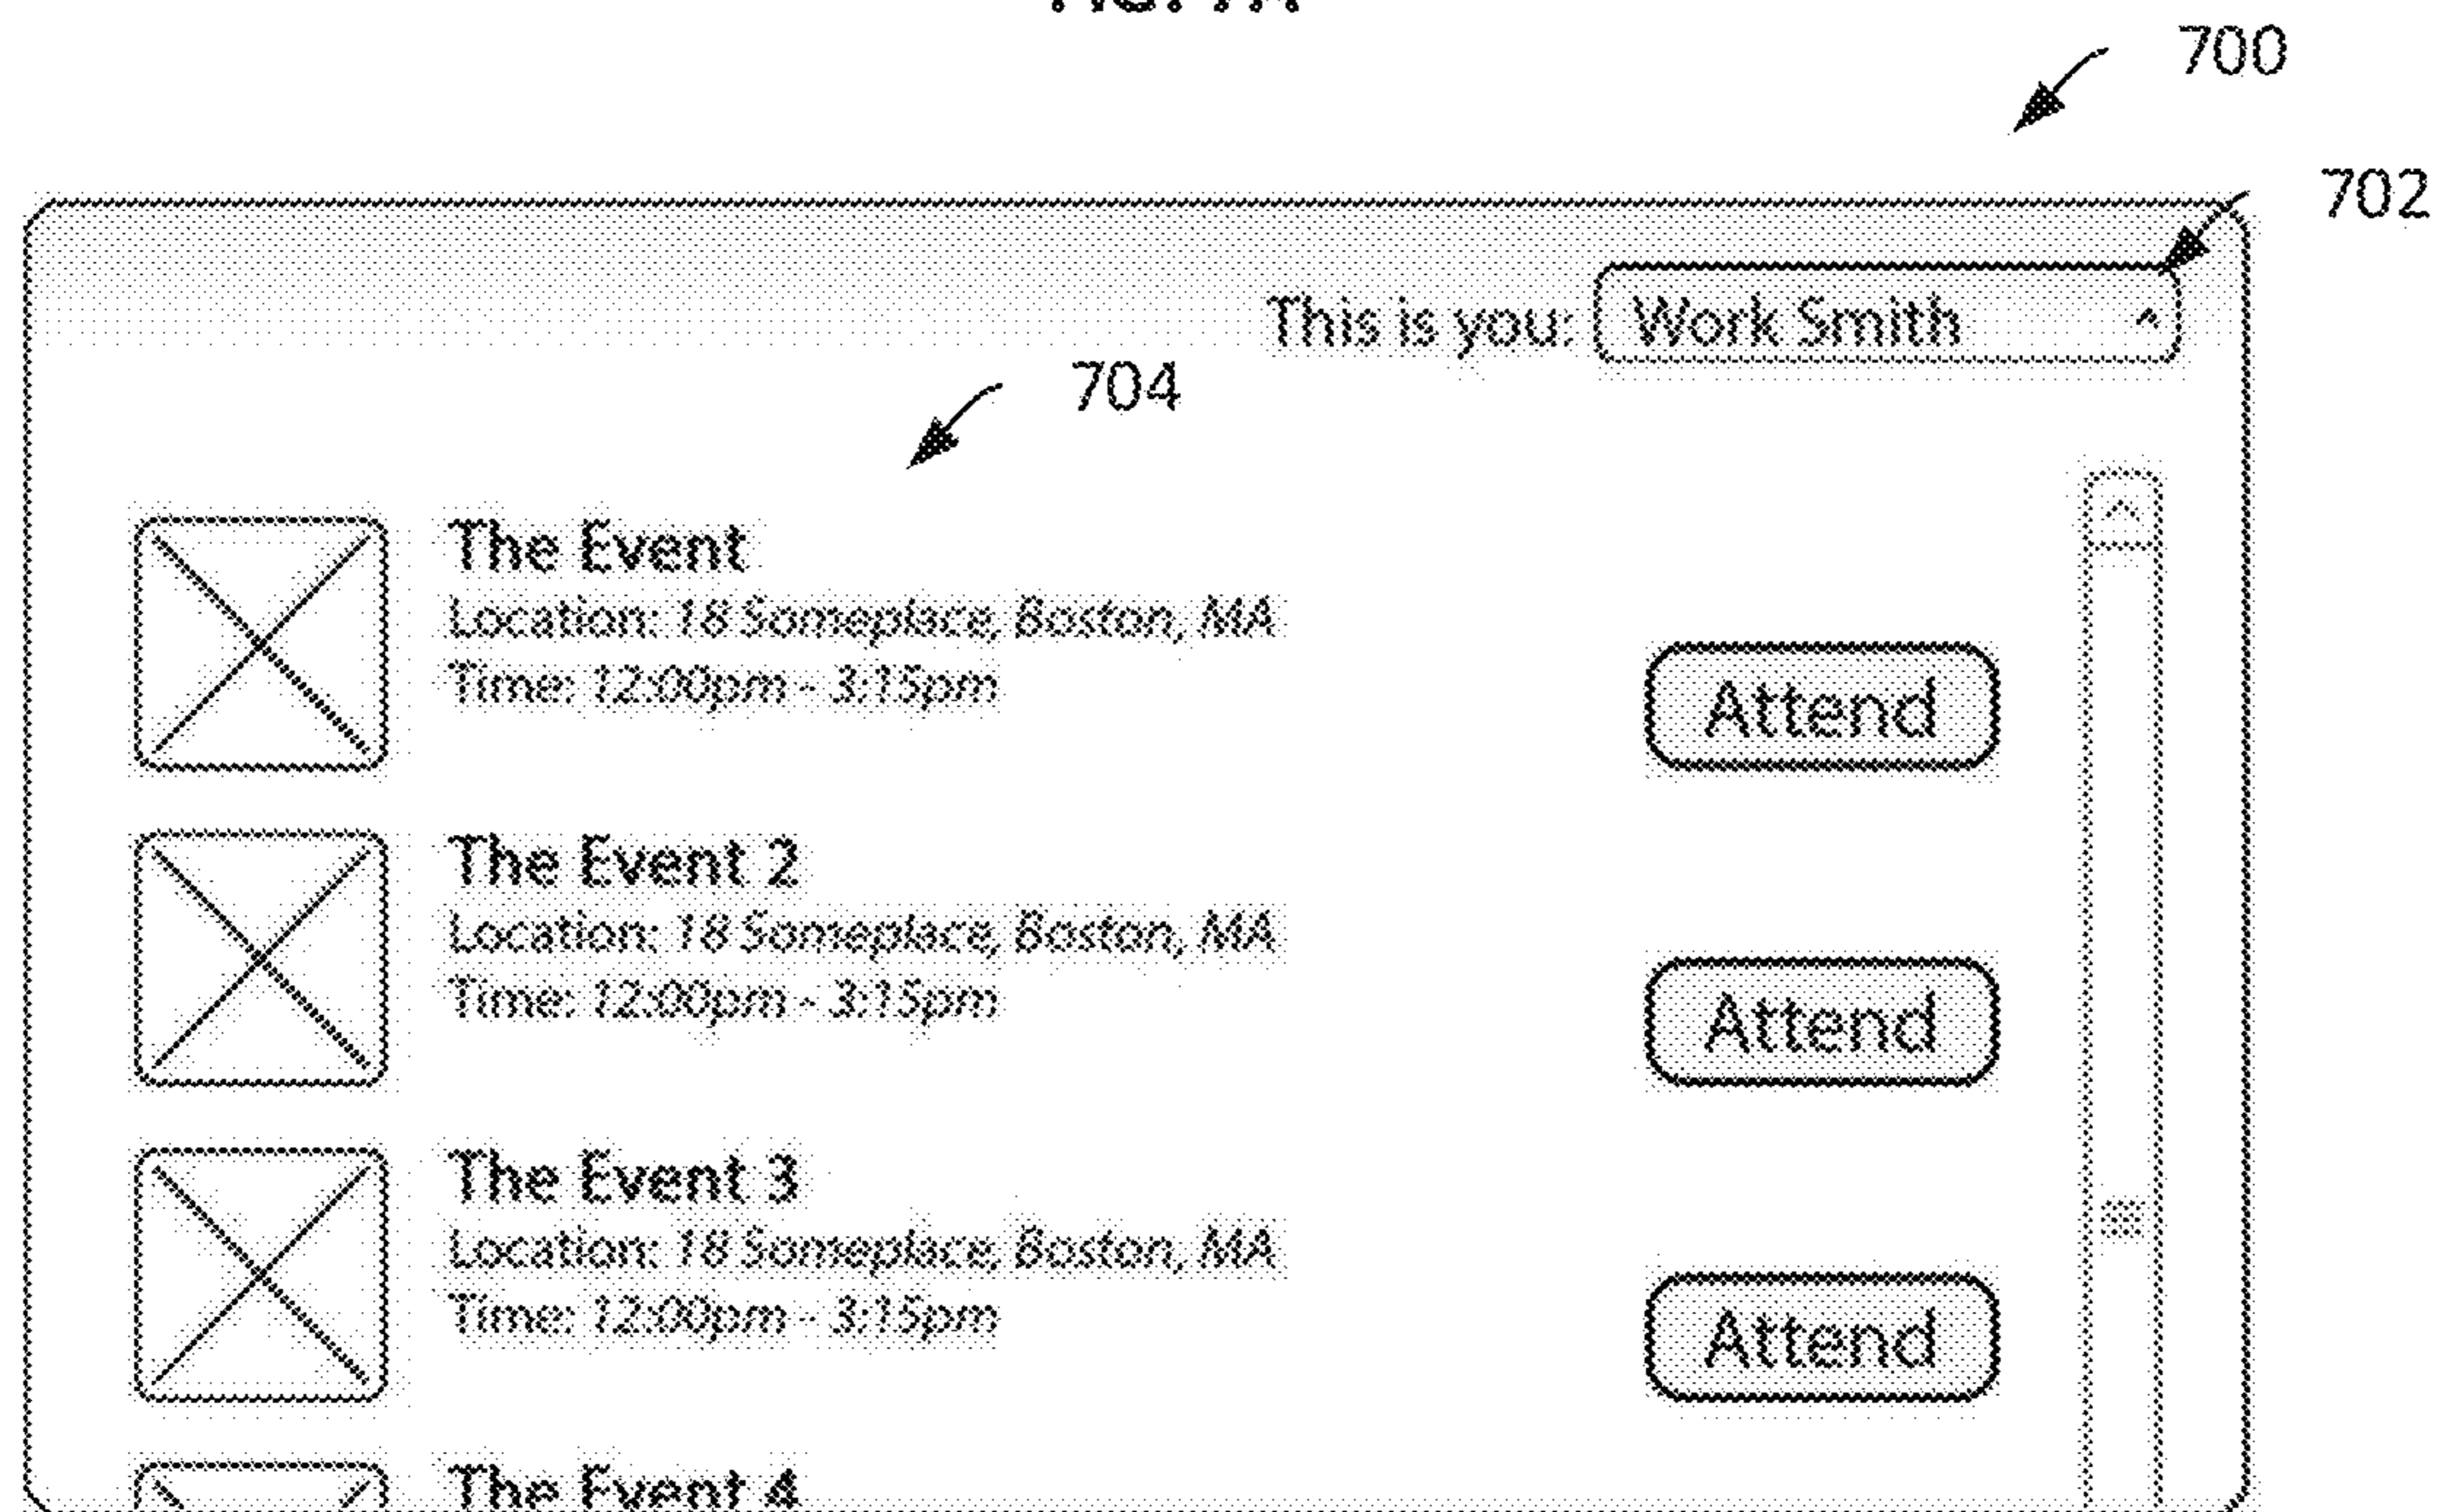 700
702
This is you: Work Smith ^
704
The Event
Location: 18 Someplace, Boston, MA
Time: 12:00pm - 3:15pm
Attend
The Event 2
Location: 18 Someplace, Boston, MA
Time: 12:00pm - 3:15pm
Attend
The Event 3
Location: 18 Someplace, Boston, MA
Time: 12:00pm - 3:15pm
Attend
The Event 4